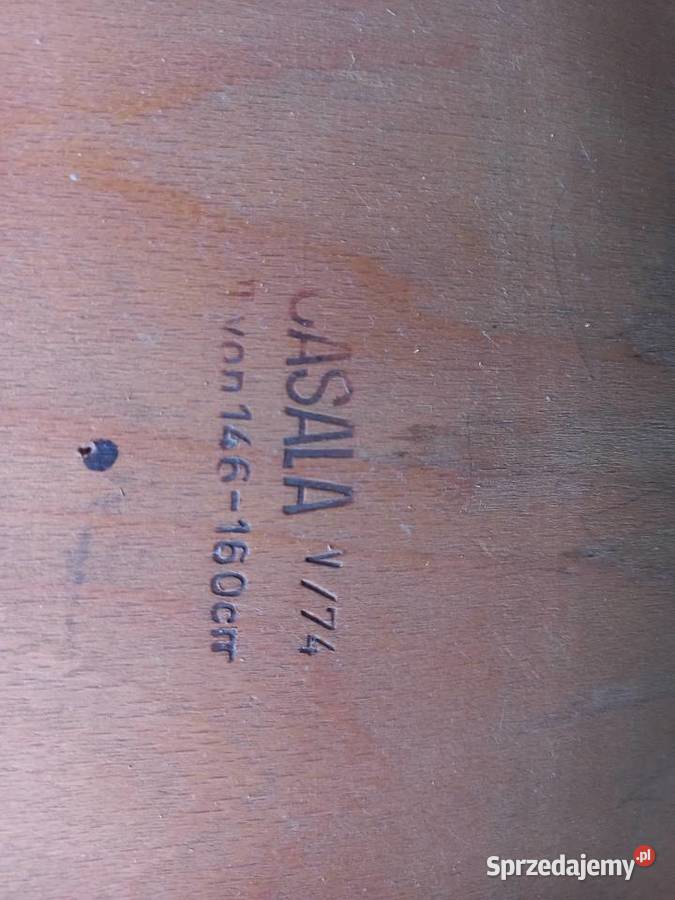 CASALA V/74
von 146-160cm
Sprzedajemy.pl